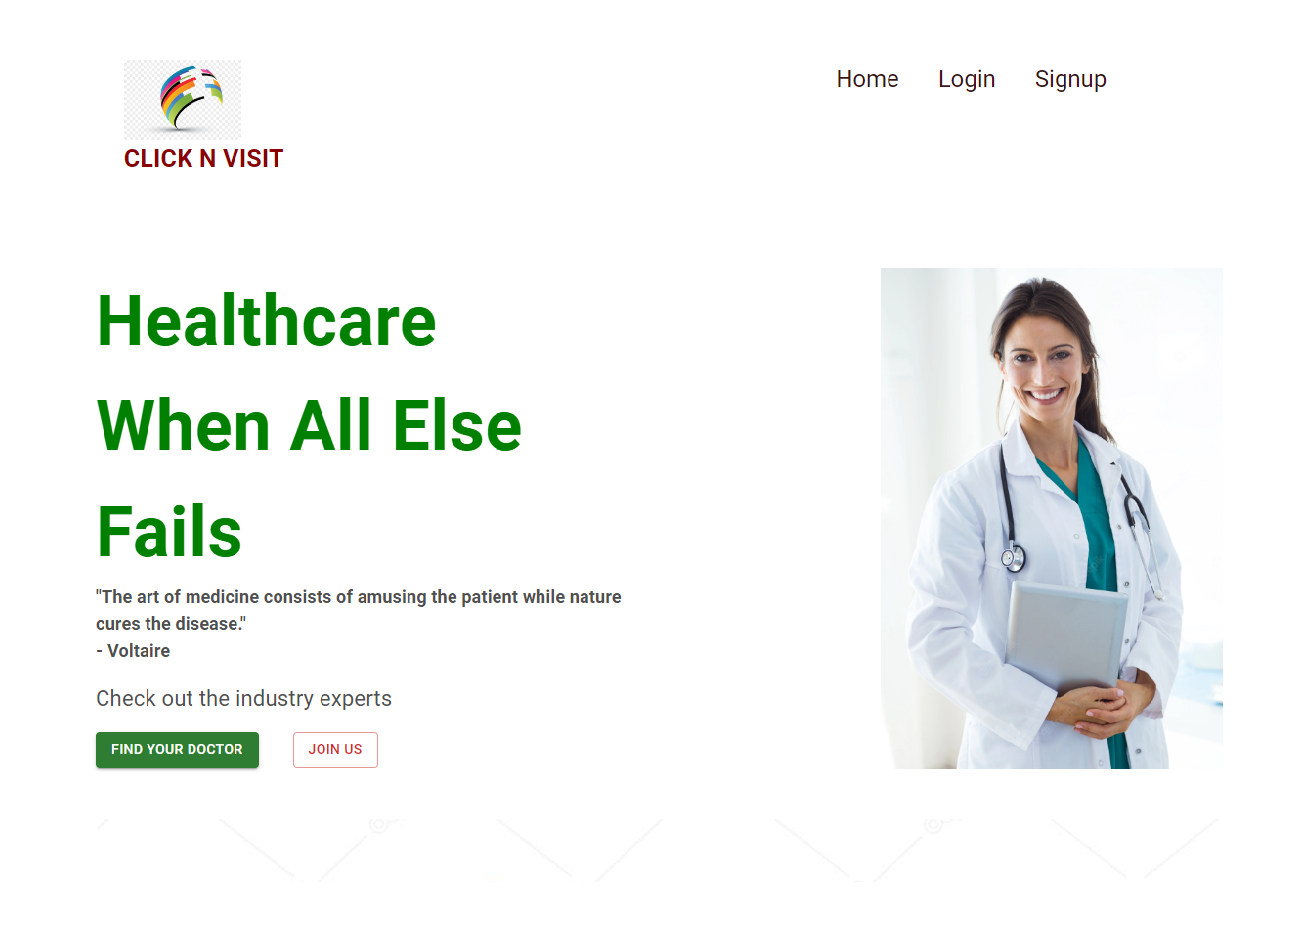 CLICK N VISIT
Home Login Signup
Healthcare
When All Else
Fails
"The art of medicine consists of amusing the patient while nature
cures the disease."
- Voltaire
Check out the industry experts
FIND YOUR DOCTOR JOIN US